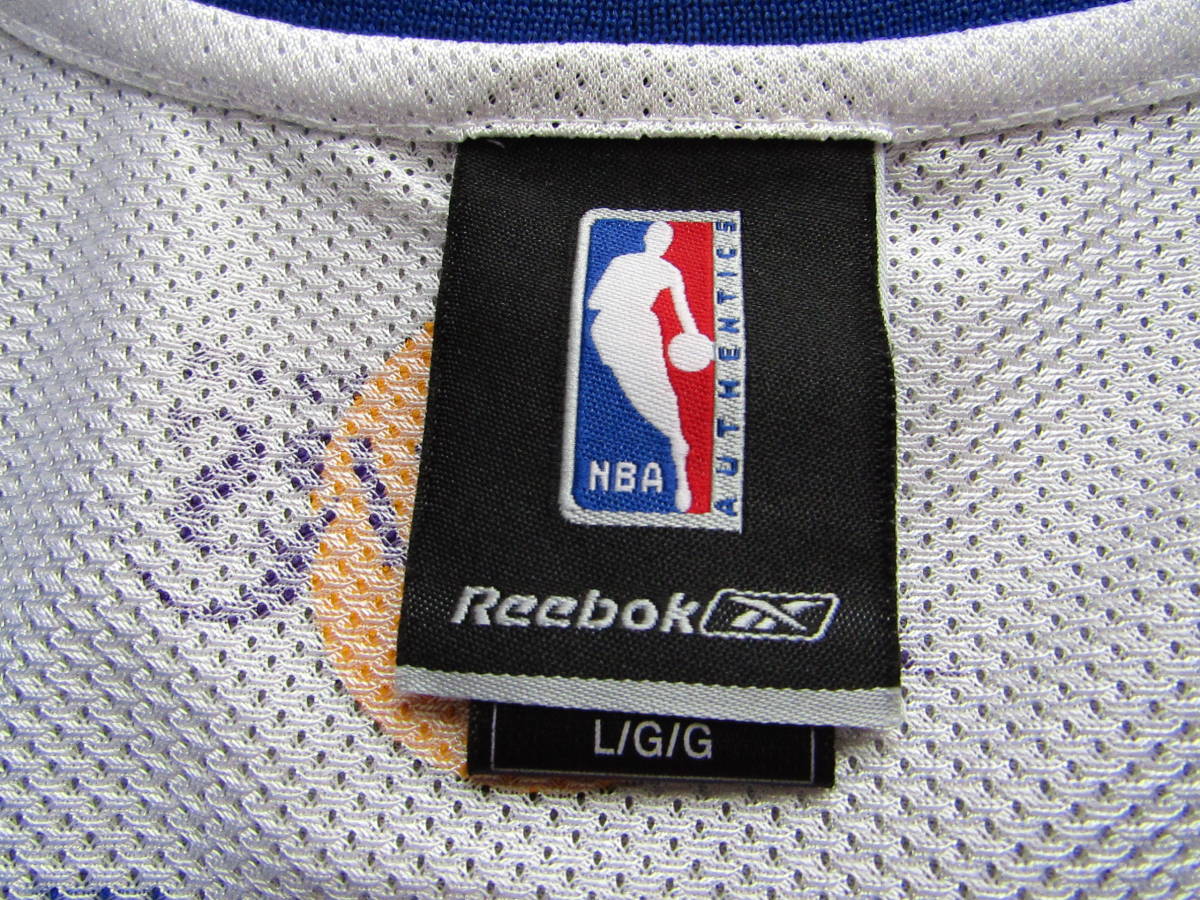 NBA
AUTHENTICS
Reebok
L/G/G